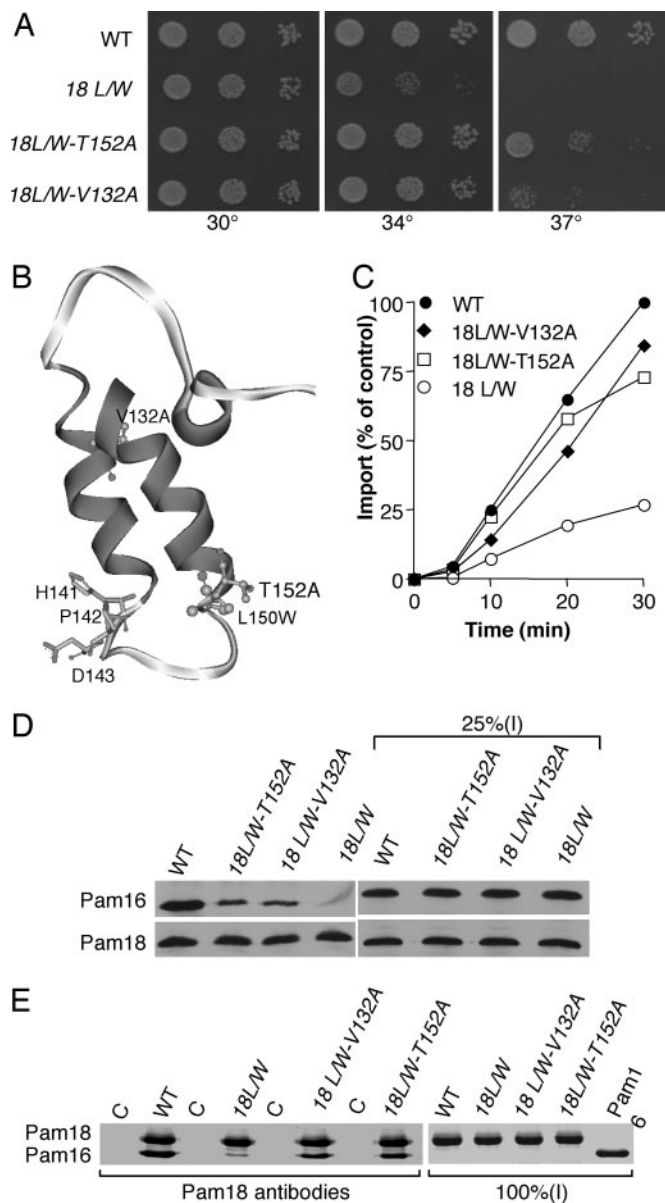 A
WT
18 L/W
18L/W-T152A
18L/W-V132A
30°
34°
37°
B
V132A
H141
P142
D143
T152A
L150W
C
100
75
50
25
0
Import (% of control)
WT
18L/W-V132A
18L/W-T152A
18 L/W
0
10
20
30
Time (min)
D
25%(I)
WT
18L/W-T152A
18 L/W-V132A
18L/W
WT
18L/W-T152A
18 L/W-V132A
18L/W
Pam16
Pam18
E
C
WT
C
18L/W
C
18 L/W-V132A
C
18L/W-T152A
WT
18L/W
18 L/W-V132A
18L/W-T152A
Pam1
6
Pam18
Pam16
Pam18 antibodies
100%(I)